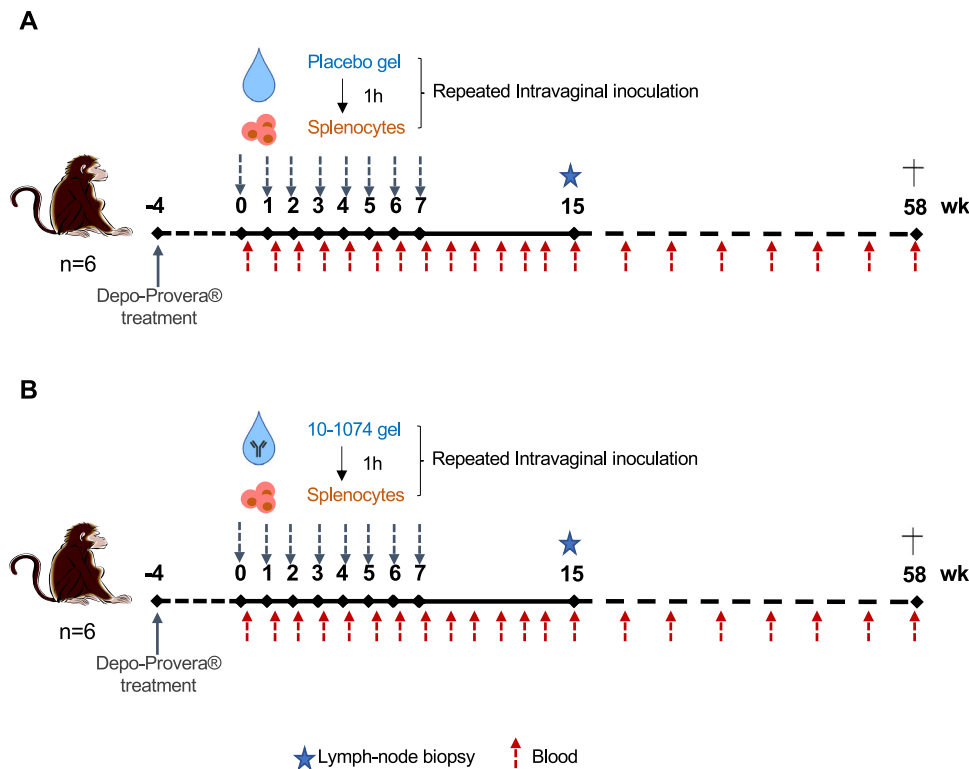 A
Placebo gel
1h
Repeated Intravaginal inoculation
Splenocytes
-4 0 1 2 3 4 5 6 7 15 58 wk
n=6
Depo-Provera®
treatment
B
10-1074 gel
1h
Repeated Intravaginal inoculation
Splenocytes
-4 0 1 2 3 4 5 6 7 15 58 wk
n=6
Depo-Provera®
treatment
Lymph-node biopsy Blood